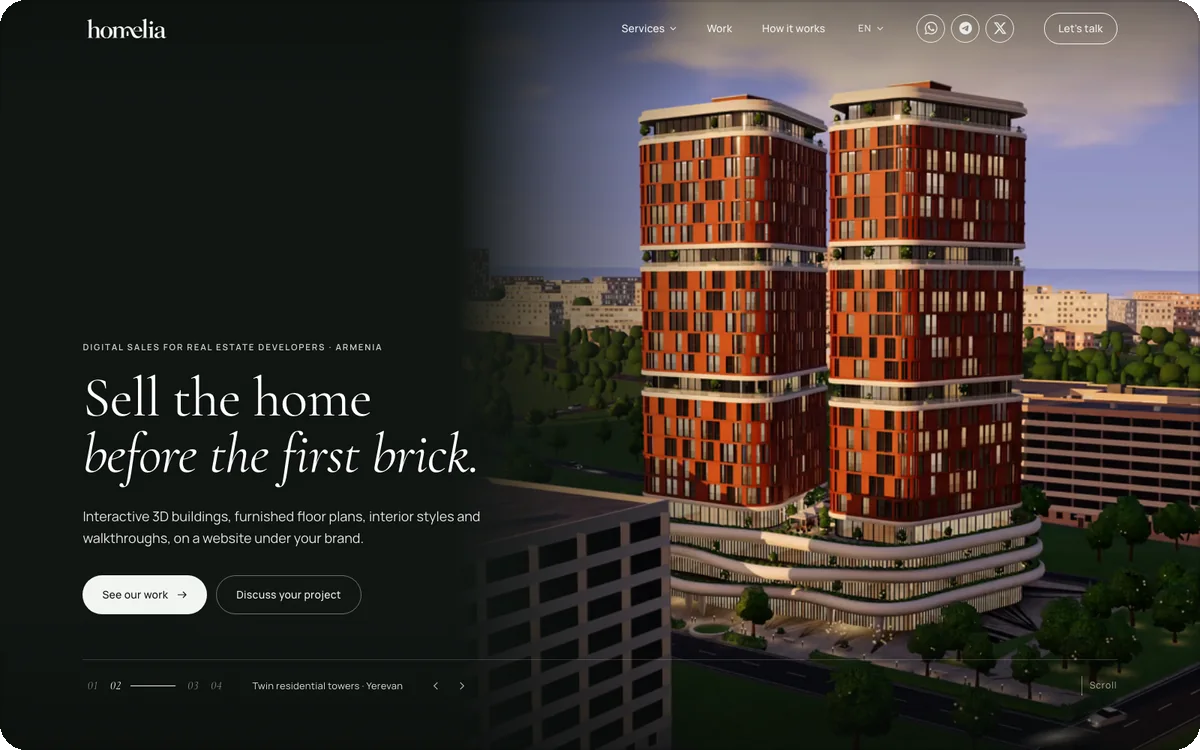 homelia
Services
Work
How it works
EN
Let's talk
DIGITAL SALES FOR REAL ESTATE DEVELOPERS · ARMENIA
Sell the home
before the first brick.
Interactive 3D buildings, furnished floor plans, interior styles and
walkthroughs, on a website under your brand.
See our work →
Discuss your project
01 02 03 04
Twin residential towers · Yerevan
Scroll